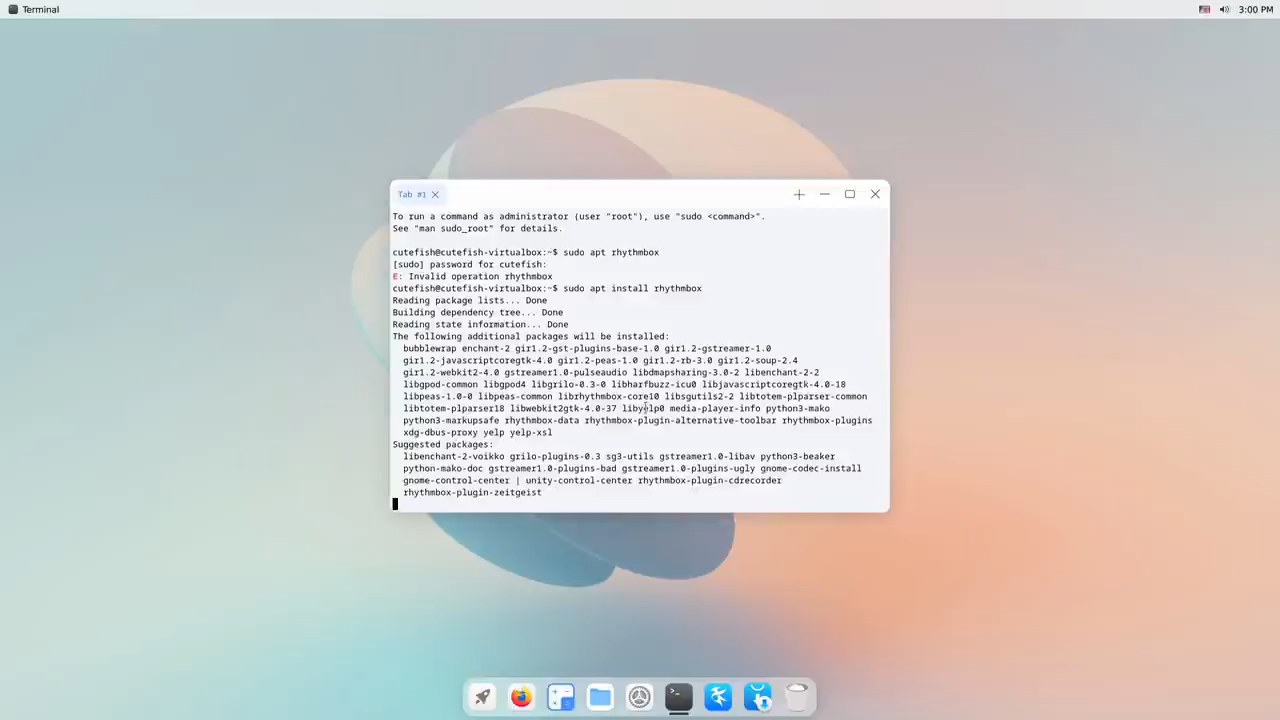 Terminal
3:00 PM
Tab #1
To run a command as administrator (user "root"), use "sudo <command>".
See "man sudo_root" for details.
cutefish@cutefish-virtualbox:~$ sudo apt rhythmbox
[sudo] password for cutefish:
E: Invalid operation rhythmbox
cutefish@cutefish-virtualbox:~$ sudo apt install rhythmbox
Reading package lists... Done
Building dependency tree... Done
Reading state information... Done
The following additional packages will be installed:
bubblewrap enchant-2 gir1.2-gst-plugins-base-1.0 gir1.2-gstreamer-1.0
gir1.2-javascriptcoregtk-4.0 gir1.2-peas-1.0 gir1.2-rb-3.0 gir1.2-soup-2.4
gir1.2-webkit2-4.0 gstreamer1.0-pulseaudio libdmapsharing-3.0-2 libenchant-2-2
libgpod-common libgpod4 libgrilo-0.3-0 libharfbuzz-icu0 libjavascriptcoregtk-4.0-18
libpeas-1.0-0 libpeas-common librhythmbox-core10 libsgutils2-2 libtotem-plparser-common
libtotem-plparser18 libwebkit2gtk-4.0-37 libyelp0 media-player-info python3-mako
python3-markupsafe rhythmbox-data rhythmbox-plugin-alternative-toolbar rhythmbox-plugins
xdg-dbus-proxy yelp yelp-xsl
Suggested packages:
libenchant-2-voikko grilo-plugins-0.3 sg3-utils gstreamer1.0-libav python3-beaker
python-mako-doc gstreamer1.0-plugins-bad gstreamer1.0-plugins-ugly gnome-codec-install
gnome-control-center | unity-control-center rhythmbox-plugin-cdrecorder
rhythmbox-plugin-zeitgeist